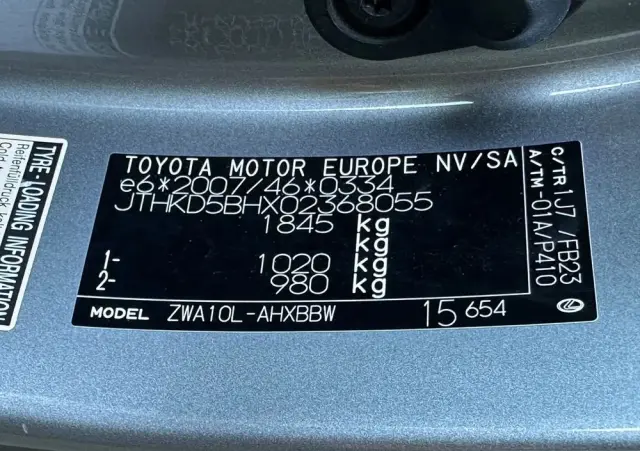 TOYOTA MOTOR EUROPE NV/SA
e6*2007/46*0334
JTHKD5BHX02368055
1845 kg
kg
1- 1020 kg
2- 980 kg
MODEL ZWA10L-AHXBBW 15 654
C/TR 1J7 /FB23
A/TM -01A/P410
TYRE LOADING INFORMATION